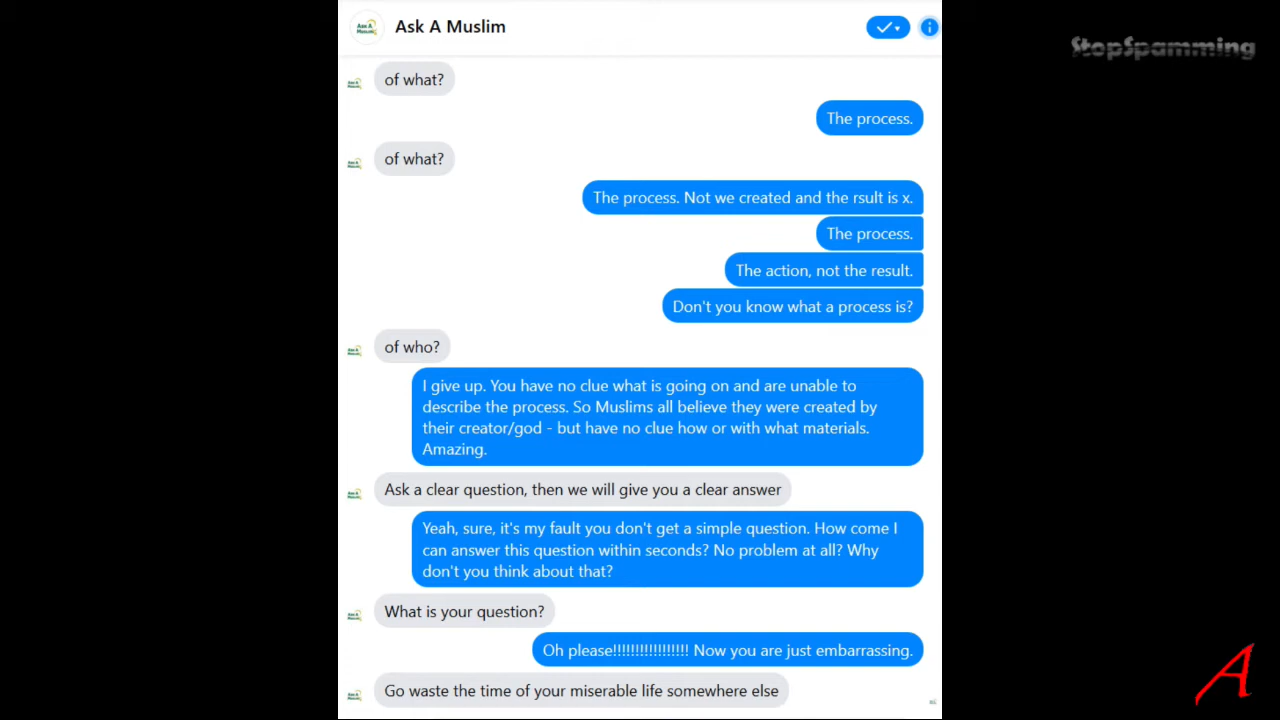 Ask A Muslim
StopSpamming
of what?
The process.
of what?
The process. Not we created and the rsult is x.
The process.
The action, not the result.
Don't you know what a process is?
of who?
I give up. You have no clue what is going on and are unable to
describe the process. So Muslims all believe they were created by
their creator/god - but have no clue how or with what materials.
Amazing.
Ask a clear question, then we will give you a clear answer
Yeah, sure, it's my fault you don't get a simple question. How come I
can answer this question within seconds? No problem at all? Why
don't you think about that?
What is your question?
Oh please!!!!!!!!!!!!!!!!! Now you are just embarrassing.
Go waste the time of your miserable life somewhere else
A